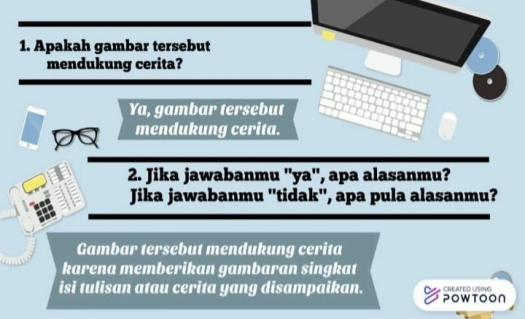 1. Apakah gambar tersebut
mendukung cerita?
Ya, gambar tersebut
mendukung cerita.
2. Jika jawabanmu "ya", apa alasanmu?
Jika jawabanmu "tidak", apa pula alasanmu?
Gambar tersebut mendukung cerita
karena memberikan gambaran singkat
isi tulisan atau cerita yang disampaikan.
CREATED USING
POWTOON